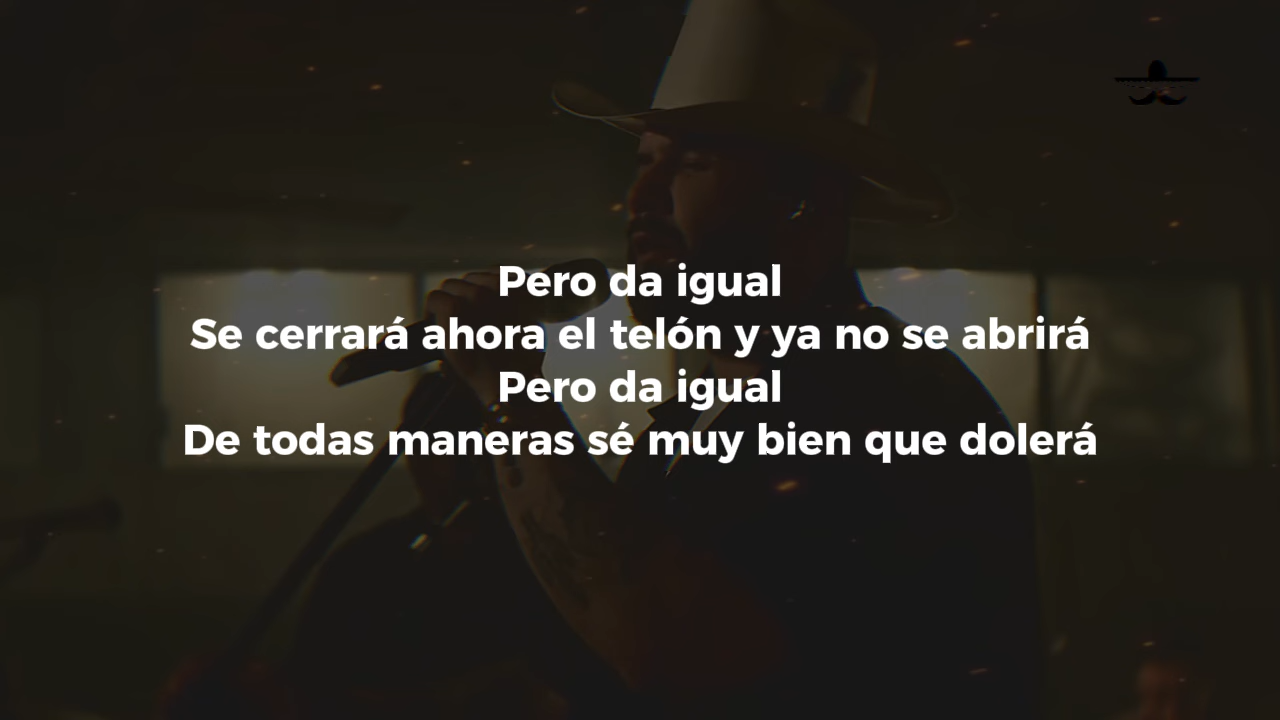 Pero da igual
Se cerrará ahora el telón y ya no se abrirá
Pero da igual
De todas maneras sé muy bien que dolerá